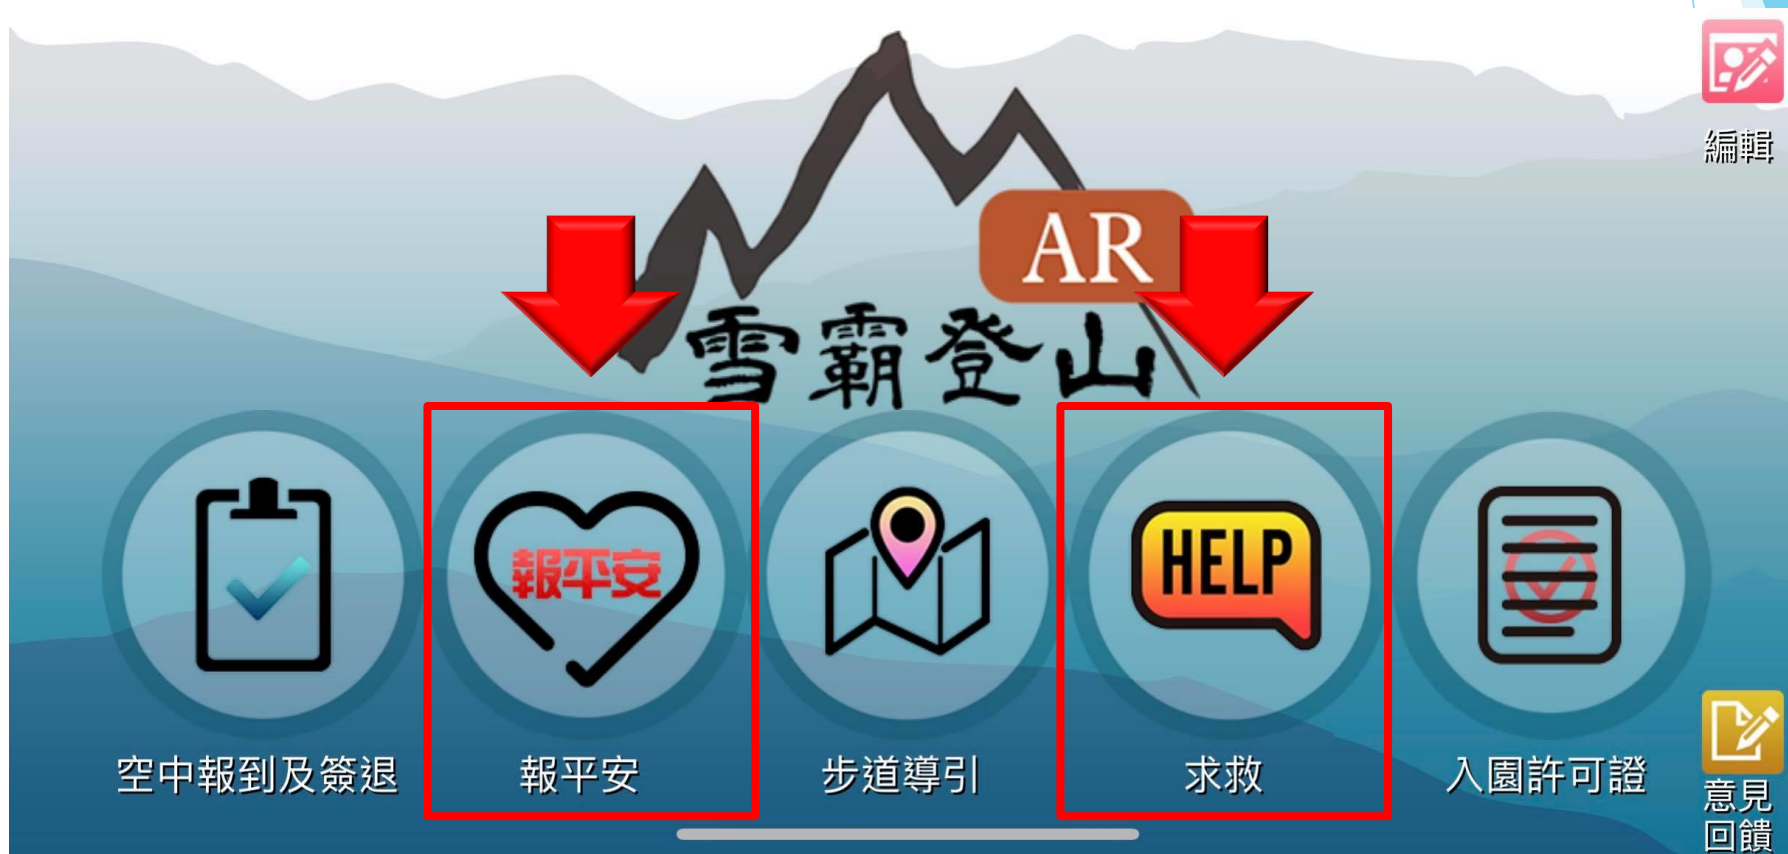 編輯
AR
雪霸登山
報平安
HELP
空中報到及簽退
報平安
步道導引
求救
入園許可證
意見
回饋